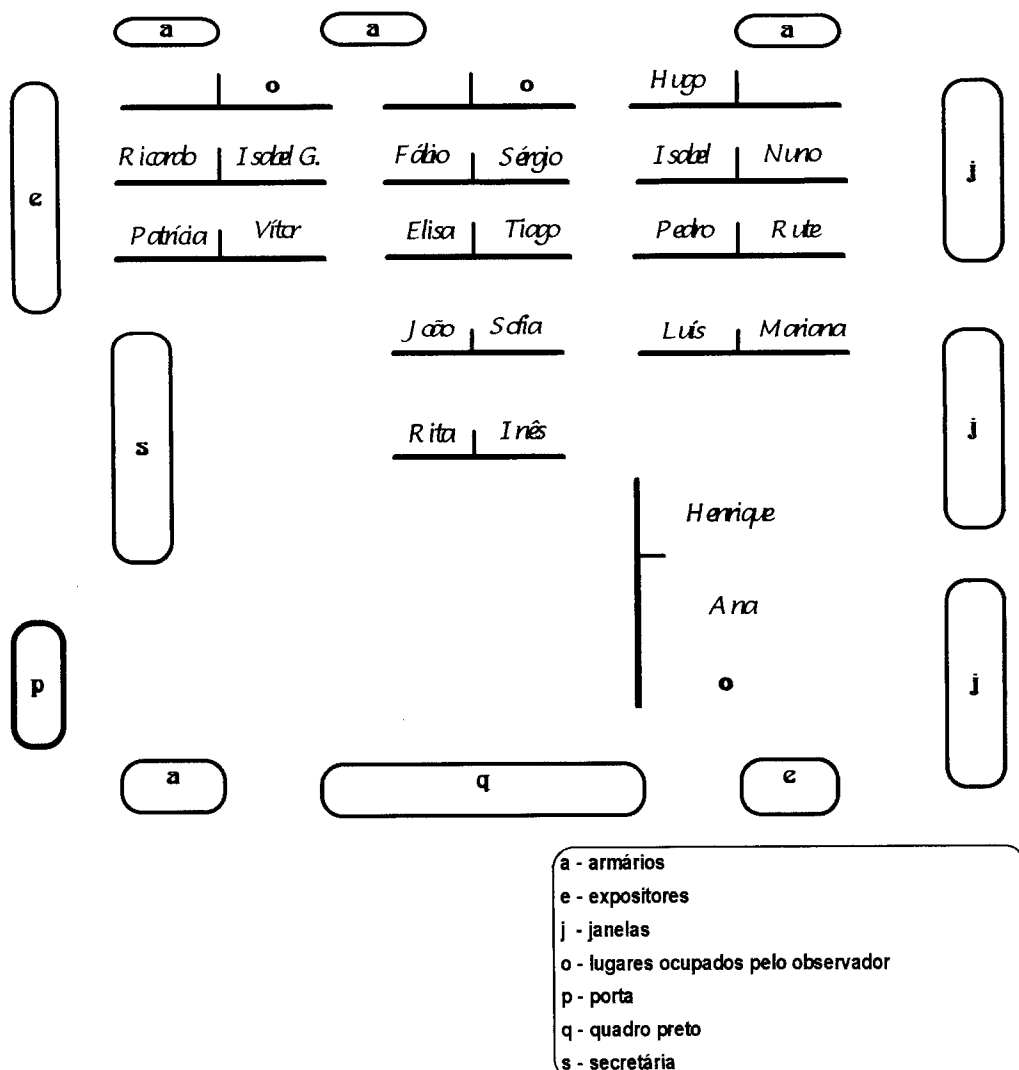 a a a
o o Hugo
Ricardo Isabel G. Fábio Sérgio Isabel Nuno
e j
Patrícia Vítor Elisa Tiago Pedro Rute
João Sofia Luís Mariana
s Rita Inês j
Henrique
Ana
p o j
a q e
a - armários
e - expositores
j - janelas
o - lugares ocupados pelo observador
p - porta
q - quadro preto
s - secretária